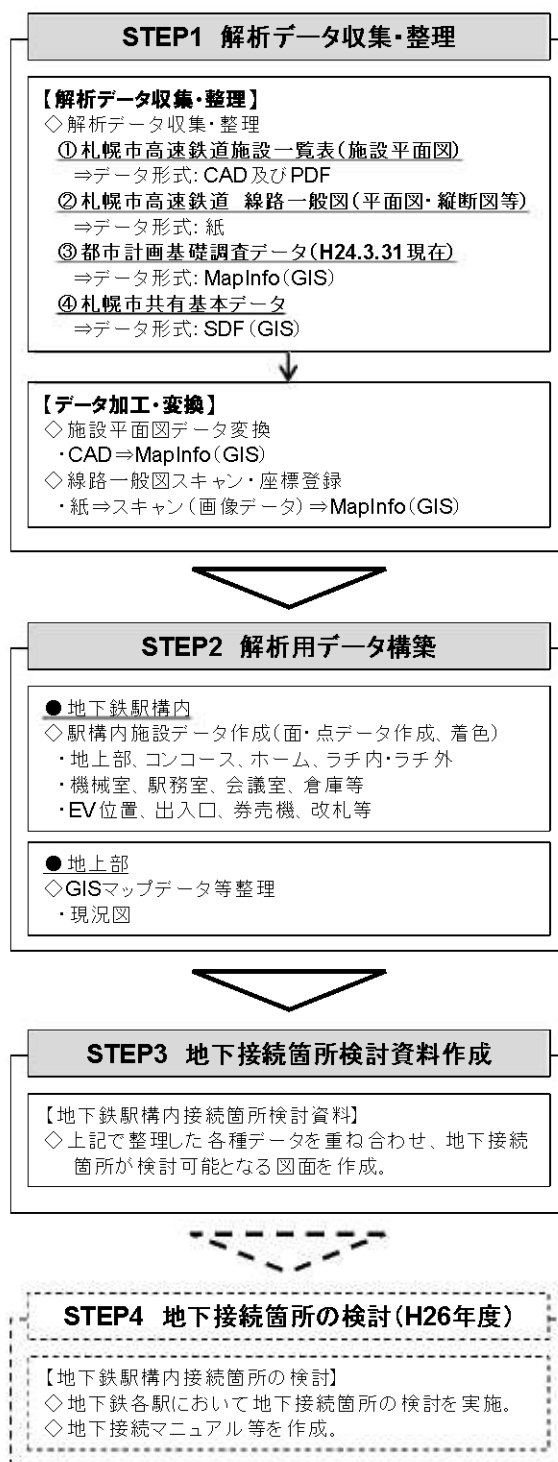 STEP1 解析データ収集・整理
【解析データ収集・整理】
◇解析データ収集・整理
①札幌市高速鉄道施設一覧表(施設平面図)
⇒データ形式: CAD及びPDF
②札幌市高速鉄道 線路一般図(平面図・縦断図等)
⇒データ形式: 紙
③都市計画基礎調査データ(H24.3.31現在)
⇒データ形式: MapInfo(GIS)
④札幌市共有基本データ
⇒データ形式: SDF(GIS)
【データ加工・変換】
◇施設平面図データ変換
・CAD⇒MapInfo(GIS)
◇線路一般図スキャン・座標登録
・紙⇒スキャン(画像データ)⇒MapInfo(GIS)
STEP2 解析用データ構築
●地下鉄駅構内
◇駅構内施設データ作成(面・点データ作成、着色)
・地上部、コンコース、ホーム、ラチ内・ラチ外
・機械室、駅務室、会議室、倉庫等
・EV位置、出入口、券売機、改札等
●地上部
◇GISマップデータ等整理
・現況図
STEP3 地下接続箇所検討資料作成
【地下鉄駅構内接続箇所検討資料】
◇上記で整理した各種データを重ね合わせ、地下接続
箇所が検討可能となる図面を作成。
STEP4 地下接続箇所の検討(H26年度)
【地下鉄駅構内接続箇所の検討】
◇地下鉄各駅において地下接続箇所の検討を実施。
◇地下接続マニュアル等を作成。